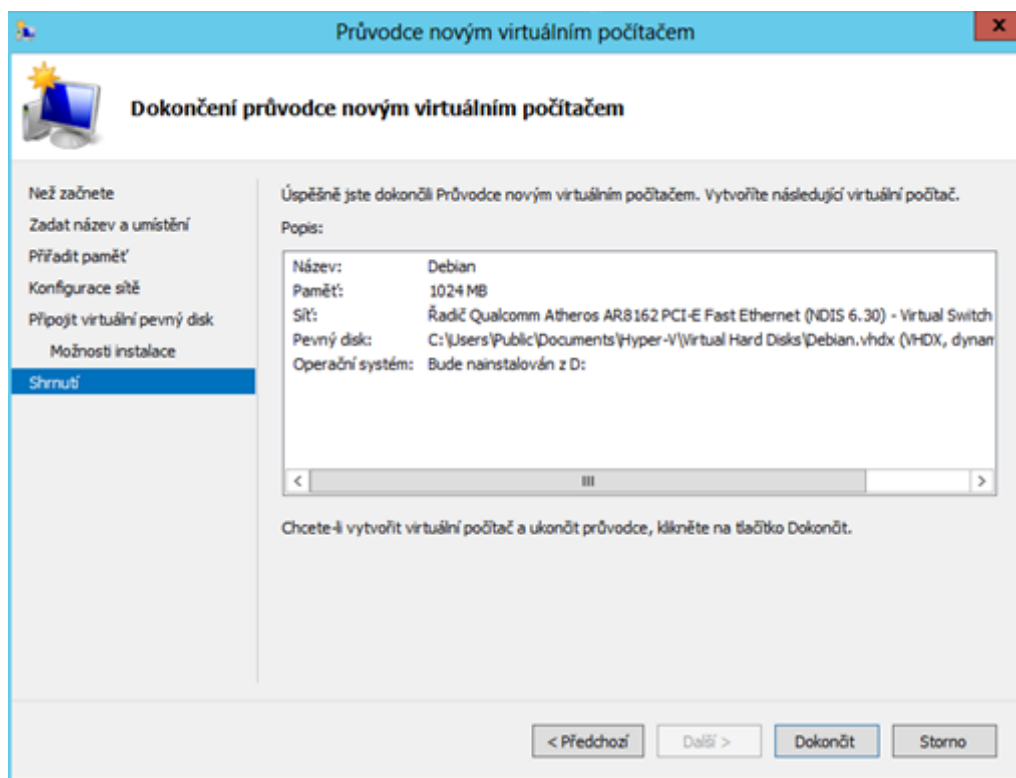 Průvodce novým virtuálním počítačem
x
Dokončení průvodce novým virtuálním počítačem
Než začnete
Zadat název a umístění
Přiřadit paměť
Konfigurace sítě
Připojit virtuální pevný disk
Možnosti instalace
Shrnutí
Úspěšně jste dokončili Průvodce novým virtuálním počítačem. Vytvoříte následující virtuální počítač.
Popis:
Název: Debian
Paměť: 1024 MB
Síť: Řadič Qualcomm Atheros AR8162 PCI-E Fast Ethernet (NDIS 6.30) - Virtual Switch
Pevný disk: C:\Users\Public\Documents\Hyper-V\Virtual Hard Disks\Debian.vhdx (VHDX, dynam
Operační systém: Bude nainstalován z D:
Chcete-li vytvořit virtuální počítač a ukončit průvodce, klikněte na tlačítko Dokončit.
< Předchozí Další > Dokončit Storno